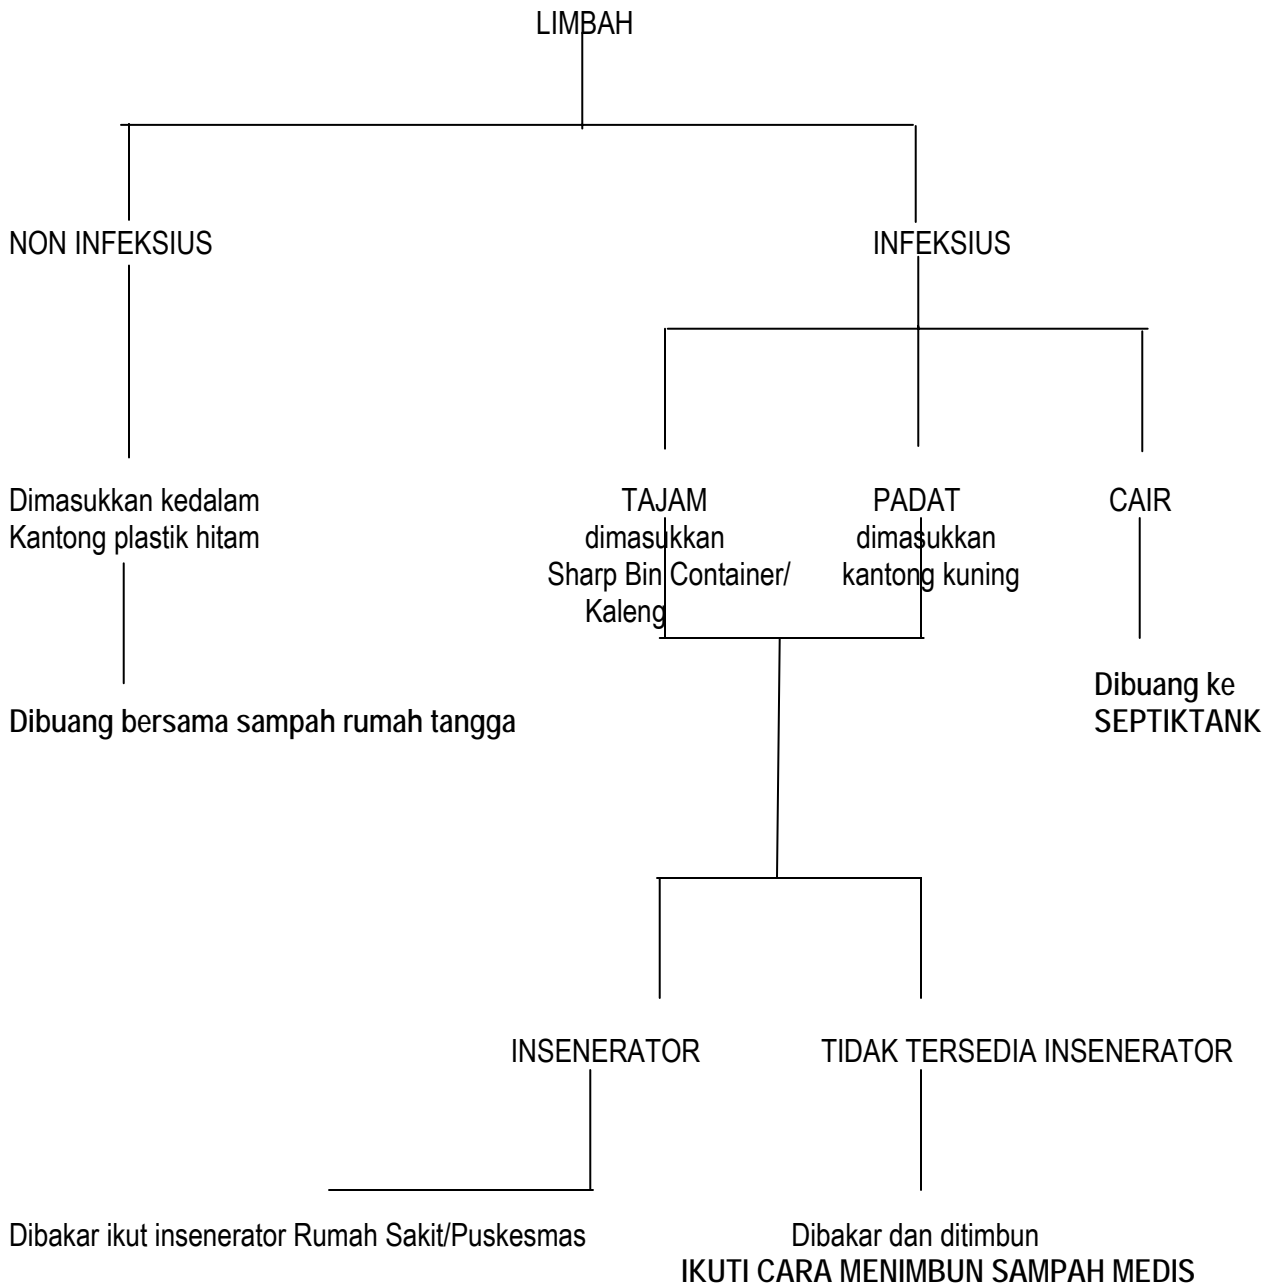 LIMBAH
NON INFEKSIUS
INFEKSIUS
Dimasukkan kedalam
Kantong plastik hitam
TAJAM
dimasukkan
Sharp Bin Container/
Kaleng
PADAT
dimasukkan
kantong kuning
CAIR
Dibuang bersama sampah rumah tangga
Dibuang ke
SEPTIKTANK
INSENERATOR
TIDAK TERSEDIA INSENERATOR
Dibakar ikut insenerator Rumah Sakit/Puskesmas
Dibakar dan ditimbun
IKUTI CARA MENIMBUN SAMPAH MEDIS